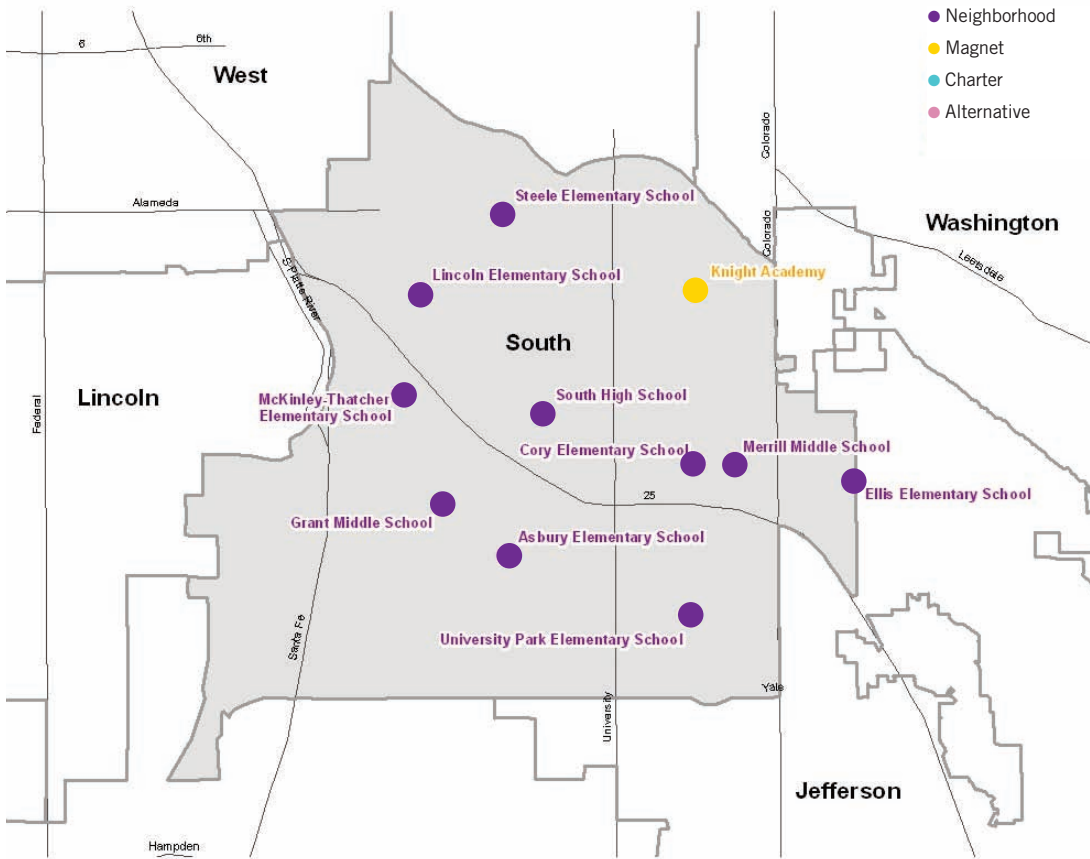 Neighborhood
Magnet
Charter
Alternative
6
6th
West
Colorado
Steele Elementary School
Alameda
Washington
Colorado
Leetsdale
S Platte River
Lincoln Elementary School
Knight Academy
South
Lincoln
Federal
McKinley-Thatcher
Elementary School
South High School
Cory Elementary School
Merrill Middle School
Ellis Elementary School
25
Grant Middle School
Asbury Elementary School
Santa Fe
University Park Elementary School
University
Yale
Jefferson
Hampden